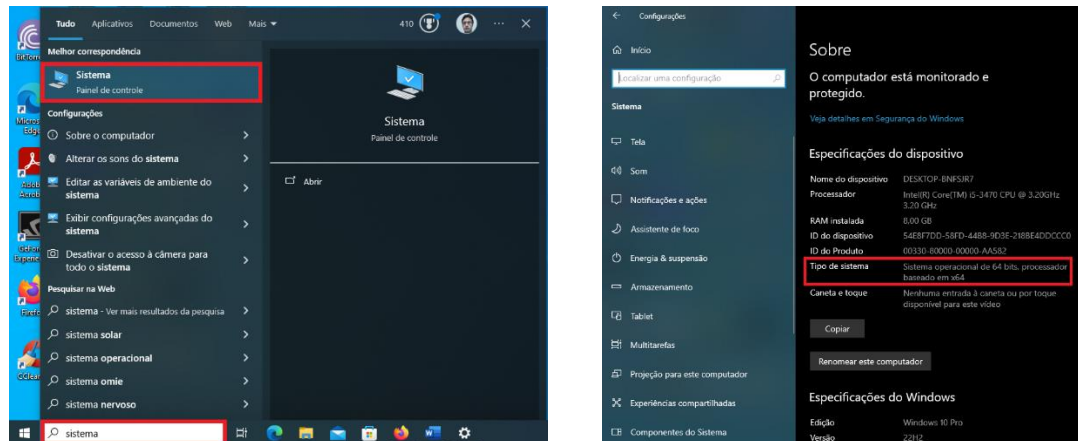 Tudo Aplicativos Documentos Web Mais 410
Melhor correspondência
Sistema
Painel de controle
Configurações
Sobre o computador
Alterar os sons do sistema
Editar as variáveis de ambiente do
sistema
Exibir configurações avançadas do
sistema
Desativar o acesso à câmera para
todo o sistema
Pesquisar na Web
sistema - Ver mais resultados da pesquisa
sistema solar
sistema operacional
sistema omie
sistema nervoso
sistema
Sistema
Painel de controle
Abrir
Configurações
Início
Localizar uma configuração
Sistema
Tela
Som
Notificações e ações
Assistente de foco
Energia & suspensão
Armazenamento
Tablet
Multitarefas
Projeção para este computador
Experiências compartilhadas
Componentes do Sistema
Sobre
O computador está monitorado e
protegido.
Veja detalhes em Segurança do Windows
Especificações do dispositivo
Nome do dispositivo DESKTOP-BNFSJR7
Processador Intel(R) Core(TM) i5-3470 CPU @ 3.20GHz
3.20 GHz
RAM instalada 8,00 GB
ID do dispositivo
ID do Produto 00330-80000-00000-AA582
Tipo de sistema Sistema operacional de 64 bits, processador
baseado em x64
Caneta e toque Nenhuma entrada à caneta ou por toque
disponível para este vídeo
Copiar
Renomear este computador
Especificações do Windows
Edição Windows 10 Pro
Versão 22H2